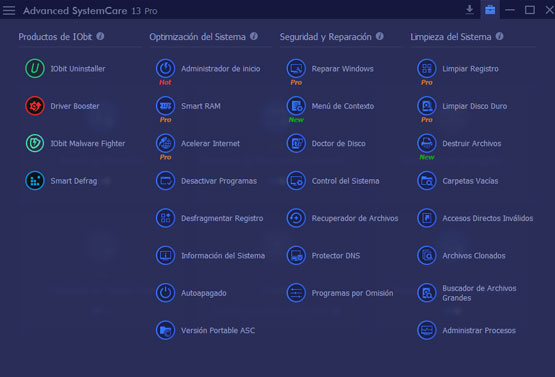 Advanced SystemCare 13 Pro
Productos de IObit
IObit Uninstaller
Driver Booster
IObit Malware Fighter
Smart Defrag
Optimización del Sistema
Administrador de inicio
Hot
Smart RAM
Pro
Acelerar Internet
Pro
Desactivar Programas
Desfragmentar Registro
Información del Sistema
Autoapagado
Versión Portable ASC
Seguridad y Reparación
Reparar Windows
Pro
Menú de Contexto
New
Doctor de Disco
Control del Sistema
Recuperador de Archivos
Protector DNS
Programas por Omisión
Limpieza del Sistema
Limpiar Registro
Pro
Limpiar Disco Duro
Pro
Destruir Archivos
New
Carpetas Vacías
Accesos Directos Inválidos
Archivos Clonados
Buscador de Archivos
Grandes
Administrar Procesos